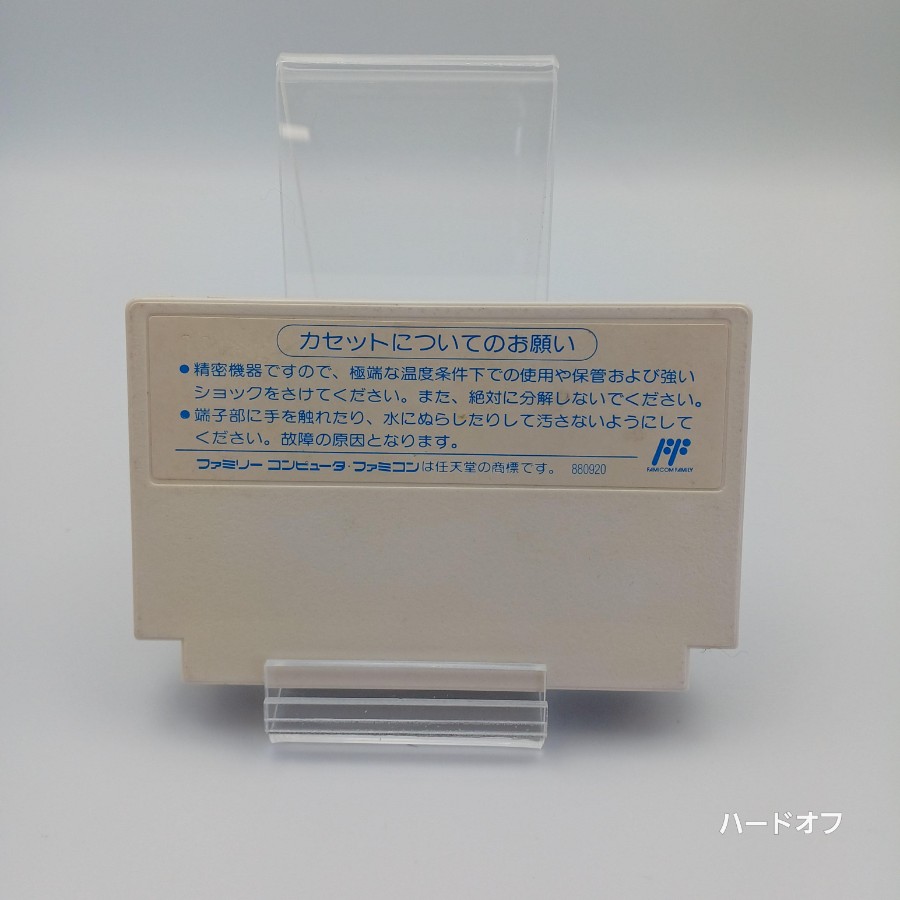 カセットについてのお願い
●精密機器ですので、極端な温度条件下での使用や保管および強い
ショックをさけてください。また、絶対に分解しないでください。
●端子部に手を触れたり、水にぬらしたりして汚さないようにして
ください。故障の原因となります。
ファミリー コンピュータ・ファミコンは任天堂の商標です。 880920
FAMICOM FAMILY
ハードオフ